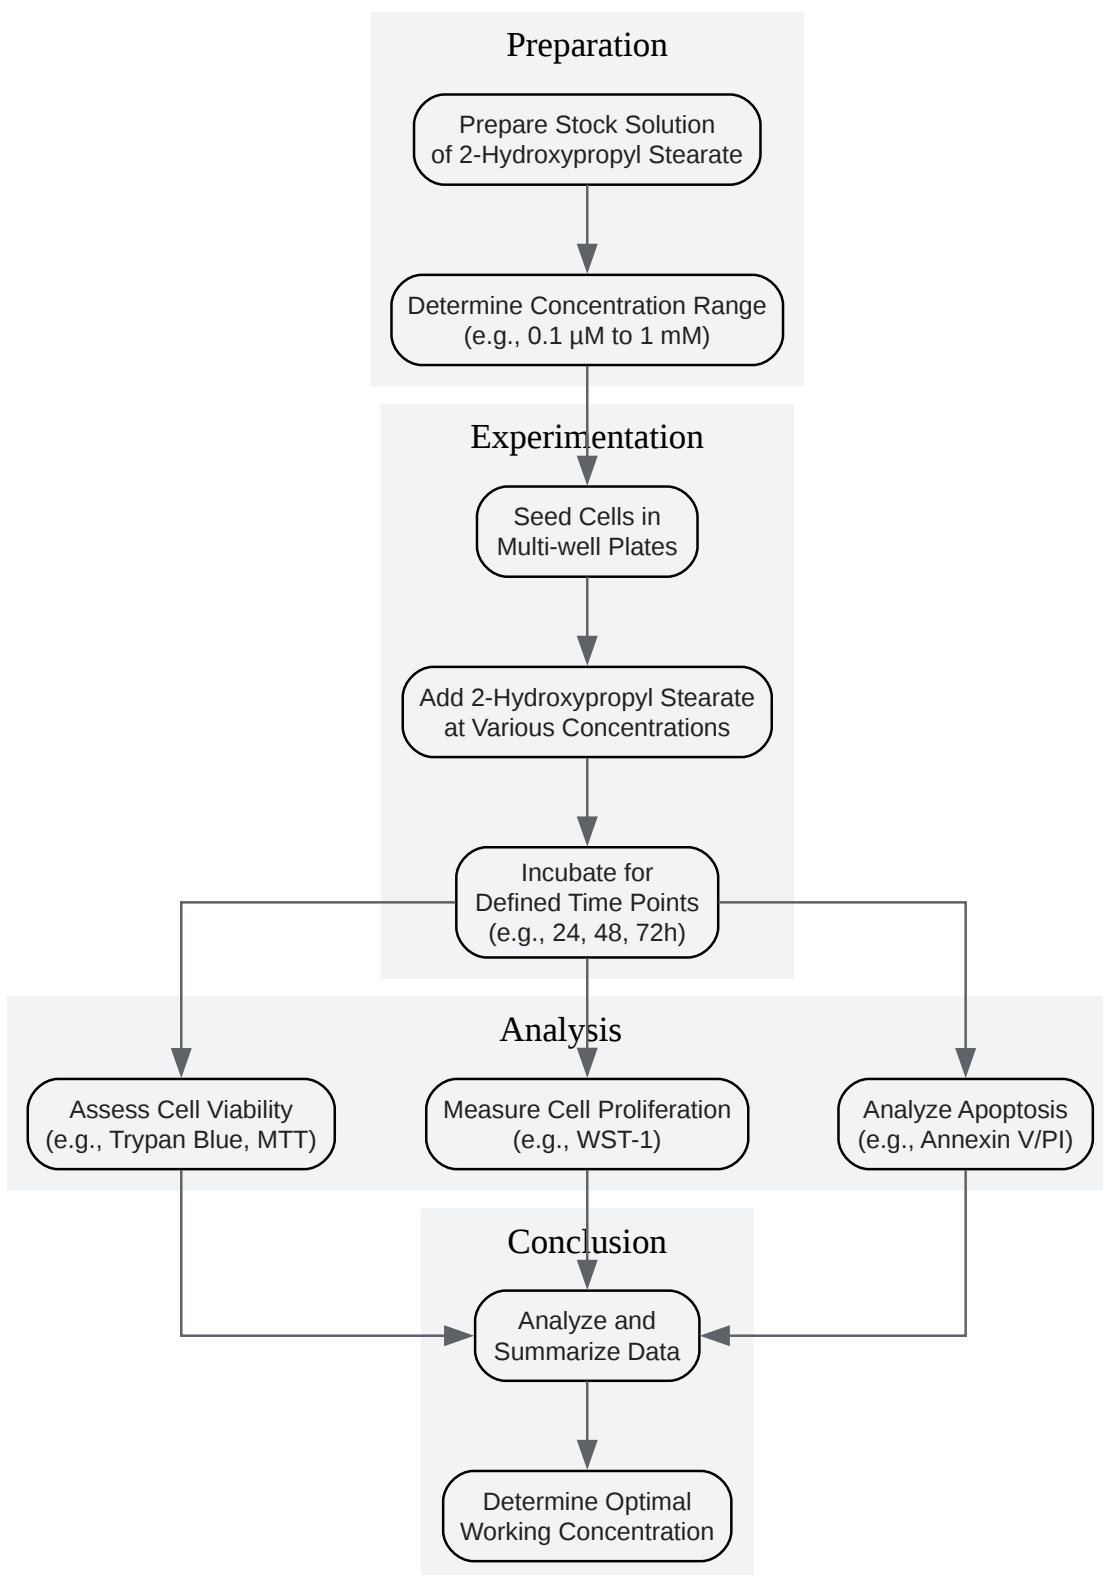 Preparation
Prepare Stock Solution
of 2-Hydroxypropyl Stearate
Determine Concentration Range
(e.g., 0.1 µM to 1 mM)
Experimentation
Seed Cells in
Multi-well Plates
Add 2-Hydroxypropyl Stearate
at Various Concentrations
Incubate for
Defined Time Points
(e.g., 24, 48, 72h)
Analysis
Assess Cell Viability
(e.g., Trypan Blue, MTT)
Measure Cell Proliferation
(e.g., WST-1)
Analyze Apoptosis
(e.g., Annexin V/PI)
Conclusion
Analyze and
Summarize Data
Determine Optimal
Working Concentration